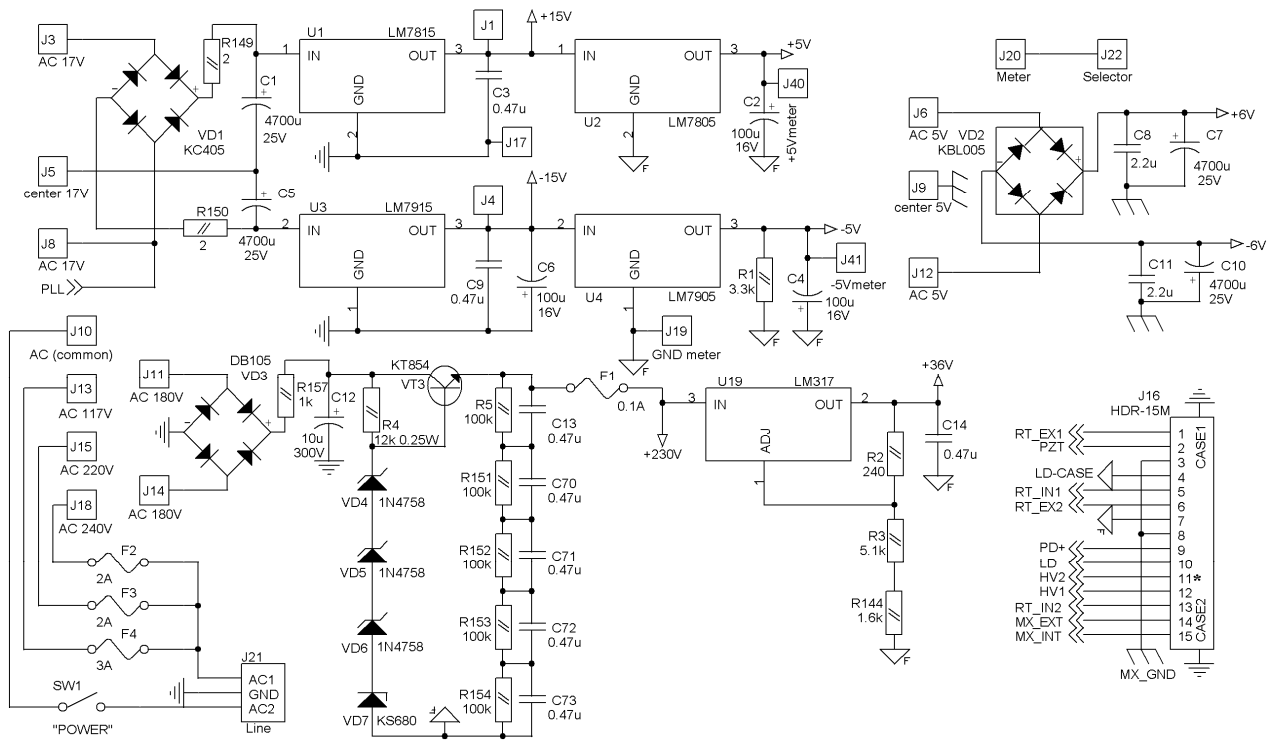 J3
AC 17V
R149
2
VD1
KC405
C1
4700u
25V
J5
center 17V
C5
4700u
25V
R150
2
J8
AC 17V
PLL
U1
LM7815
1
IN
OUT
3
GND
2
J1
+15V
C3
0.47u
J17
1
IN
OUT
3
GND
2
U2
LM7805
+5V
J40
+5Vmeter
C2
100u
16V
F
F
U3
LM7915
2
IN
OUT
3
GND
1
-15V
J4
C9
0.47u
C6
100u
16V
2
IN
OUT
3
GND
1
U4
LM7905
J19
GND meter
F
R1
3.3k
C4
100u
16V
-5V
J41
-5Vmeter
F
F
J20
Meter
J22
Selector
J6
AC 5V
VD2
KBL005
J9
center 5V
J12
AC 5V
C8
2.2u
C7
4700u
25V
+6V
-6V
C11
2.2u
C10
4700u
25V
J10
AC (common)
J13
AC 117V
J15
AC 220V
J18
AC 240V
F2
2A
F3
2A
F4
3A
SW1
"POWER"
J21
AC1
GND
AC2
Line
J11
AC 180V
J14
AC 180V
DB105
VD3
R157
1k
C12
10u
300V
R4
12k 0.25W
KT854
VT3
VD4
1N4758
VD5
1N4758
VD6
1N4758
VD7
KS680
F
R5
100k
R151
100k
R152
100k
R153
100k
R154
100k
C13
0.47u
C70
0.47u
C71
0.47u
C72
0.47u
C73
0.47u
F1
0.1A
+230V
U19
LM317
3
IN
OUT
2
ADJ
1
+36V
R2
240
C14
0.47u
F
R3
5.1k
R144
1.6k
F
J16
HDR-15M
CASE1
CASE2
RT_EX1
PZT
LD-CASE
RT_IN1
RT_EX2
F
PD+
LD
HV2
HV1
RT_IN2
MX_EXT
MX_INT
1
2
3
4
5
6
7
8
9
10
11*
12
13
14
15
MX_GND